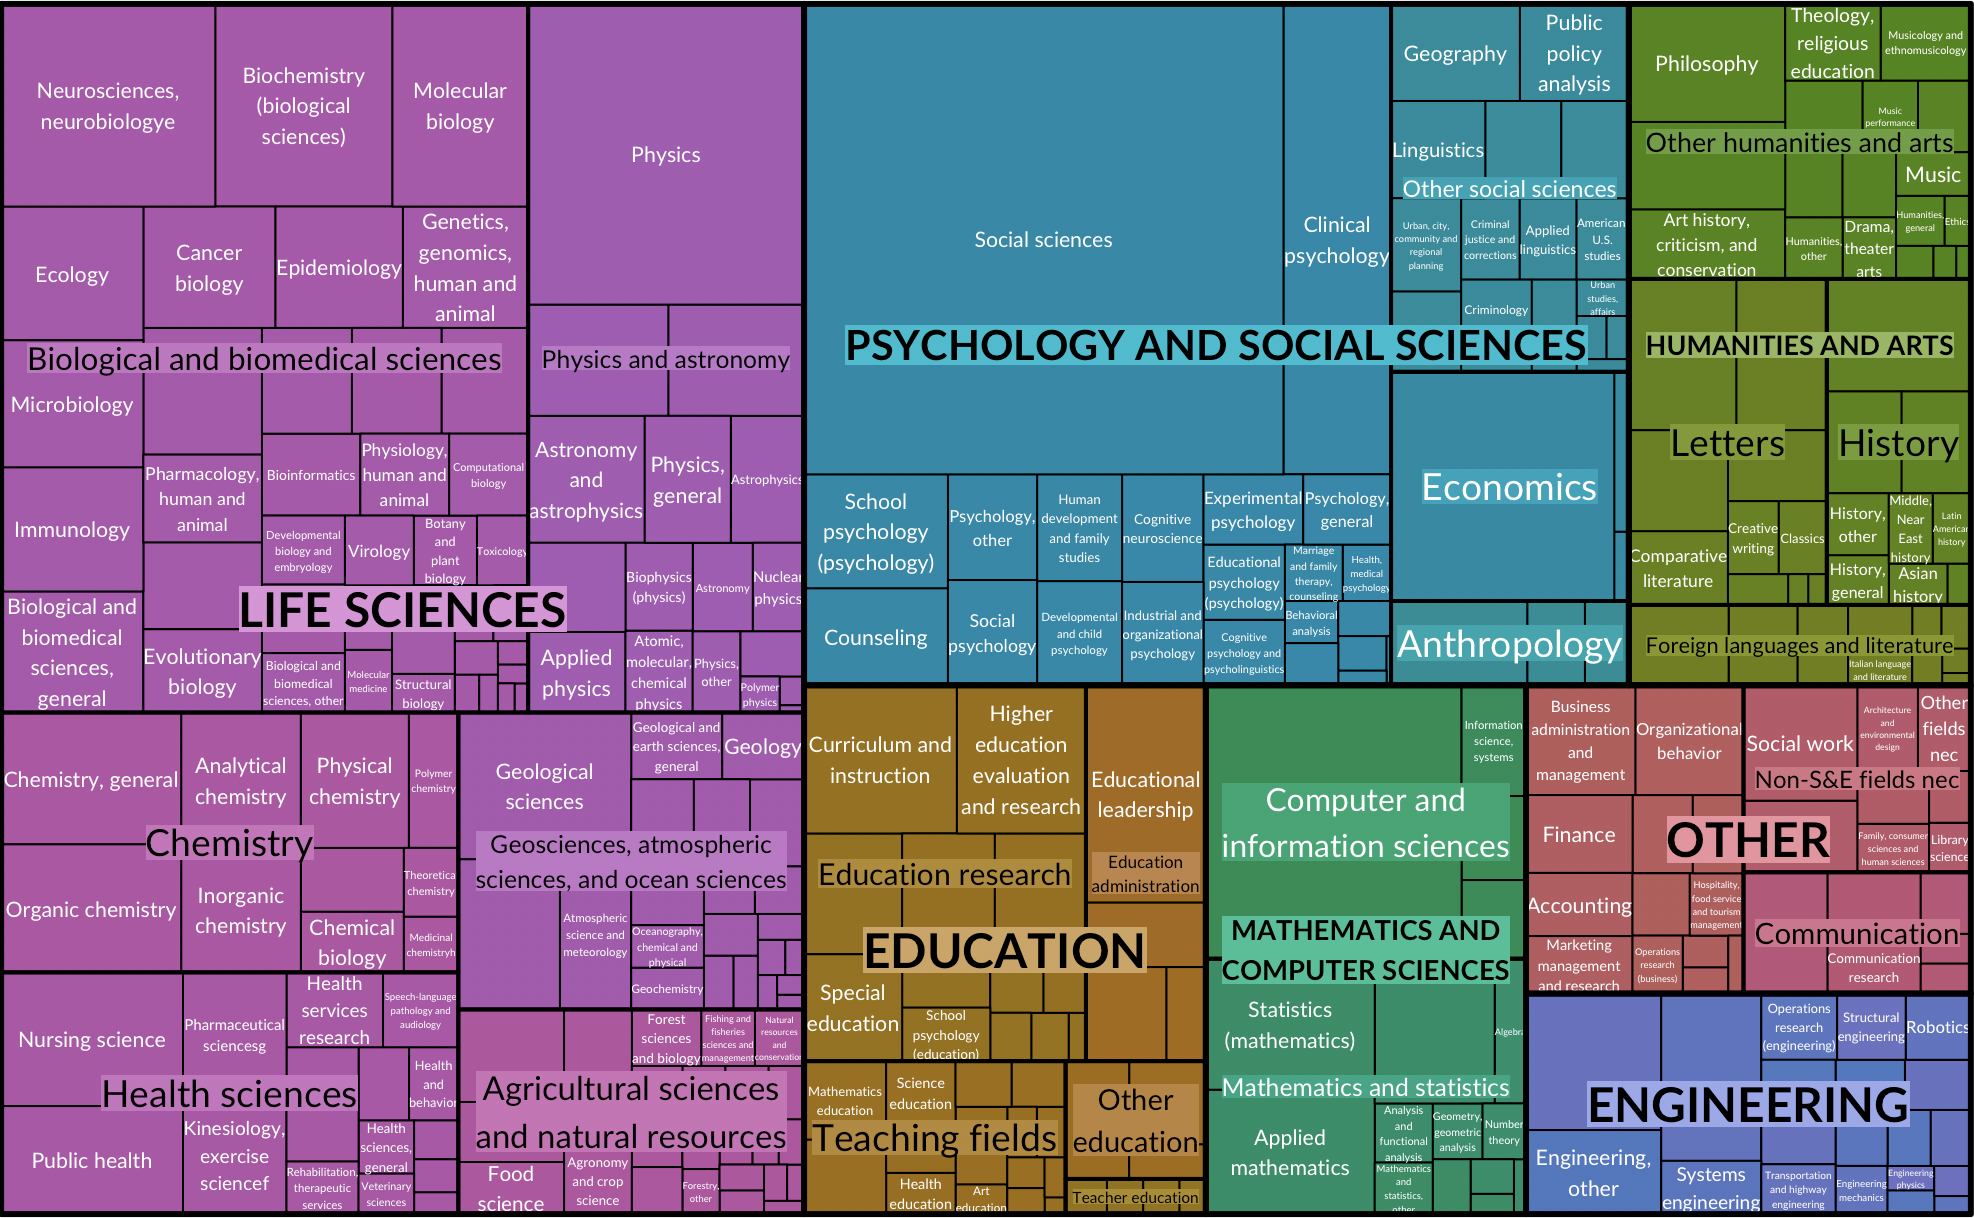 Neurosciences,
neurobiologye
Biochemistry
(biological
sciences)
Molecular
biology
Ecology
Cancer
biology
Epidemiology
Genetics,
genomics,
human and
animal
Biological and biomedical sciences
Microbiology
Immunology
Pharmacology,
human and
animal
Bioinformatics
Physiology,
human and
animal
Computational
biology
Developmental
biology and
embryology
Virology
Botany
and
plant
biology
Toxicology
LIFE SCIENCES
Biological and
biomedical
sciences,
general
Evolutionary
biology
Biological and
biomedical
sciences, other
Molecular
medicine
Structural
biology
Physics
Physics and astronomy
Astronomy
and
astrophysics
Physics,
general
Astrophysics
Biophysics
(physics)
Astronomy
Nuclear
physics
Applied
physics
Atomic,
molecular,
chemical
physics
Physics,
other
Polymer
physics
Chemistry, general
Analytical
chemistry
Physical
chemistry
Polymer
chemistry
Chemistry
Organic chemistry
Inorganic
chemistry
Theoretica
chemistry
Chemical
biology
Medicinal
chemistryh
Geological
sciences
Geological and
earth sciences,
general
Geology
Geosciences, atmospheric
sciences, and ocean sciences
Atmospheric
science and
meteorology
Oceanography,
chemical and
physical
Geochemistry
Nursing science
Pharmaceutical
sciencesg
Health
services
research
Speech-language
pathology and
audiology
Health
and
behavior
Health sciences
Public health
Kinesiology,
exercise
sciencef
Health
sciences,
general
Rehabilitation,
therapeutic
services
Veterinary
sciences
Forest
sciences
and biology
Fishing and
fisheries
sciences and
management
Natural
resources
and
conservation
Agricultural sciences
and natural resources
Food
science
Agronomy
and crop
science
Forestry,
other
Social sciences
Clinical
psychology
PSYCHOLOGY AND SOCIAL SCIENCES
School
psychology
(psychology)
Psychology,
other
Human
development
and family
studies
Cognitive
neuroscience
Experimental
psychology
Psychology,
general
Educational
psychology
(psychology)
Marriage
and family
therapy,
counseling
Health,
medical
psychology
Counseling
Social
psychology
Developmental
and child
psychology
Industrial and
organizational
psychology
Behavioral
analysis
Cognitive
psychology and
psycholinguistics
Geography
Public
policy
analysis
Linguistics
Other social sciences
Urban, city,
community and
regional
planning
Criminal
justice and
corrections
Applied
linguistics
American
U.S.
studies
Criminology
Urban
studies,
affairs
Economics
Anthropology
Philosophy
Theology,
religious
education
Musicology and
ethnomusicology
Music
performance
Other humanities and arts
Music
Art history,
criticism, and
conservation
Humanities,
other
Drama,
theater
arts
Humanities,
general
Ethics
HUMANITIES AND ARTS
Letters
History
Comparative
literature
Creative
writing
Classics
History,
other
Middle,
Near
East
history
Latin
American
history
History,
general
Asian
history
Foreign languages and literature
Italian language
and literature
Curriculum and
instruction
Higher
education
evaluation
and research
Educational
leadership
Education
administration
Education research
EDUCATION
Special
education
School
psychology
(education)
Mathematics
education
Science
education
Teaching fields
Health
education
Art
education
Other
education
Teacher education
Information
science,
systems
Computer and
information sciences
MATHEMATICS AND
COMPUTER SCIENCES
Statistics
(mathematics)
Algebra
Mathematics and statistics
Applied
mathematics
Analysis
and
functional
analysis
Geometry,
geometric
analysis
Number
theory
Mathematics
and
statistics,
other
Business
administration
and
management
Organizational
behavior
Social work
Architecture
and
environmental
design
Other
fields
nec
Non-S&E fields nec
Finance
OTHER
Family, consumer
sciences and
human sciences
Library
science
Accounting
Hospitality,
food service
and tourism
management
Marketing
management
and research
Operations
research
(business)
Communication
Communication
research
Operations
research
(engineering)
Structural
engineering
Robotics
ENGINEERING
Engineering,
other
Systems
engineering
Transportation
and highway
engineering
Engineering
mechanics
Engineering
physics